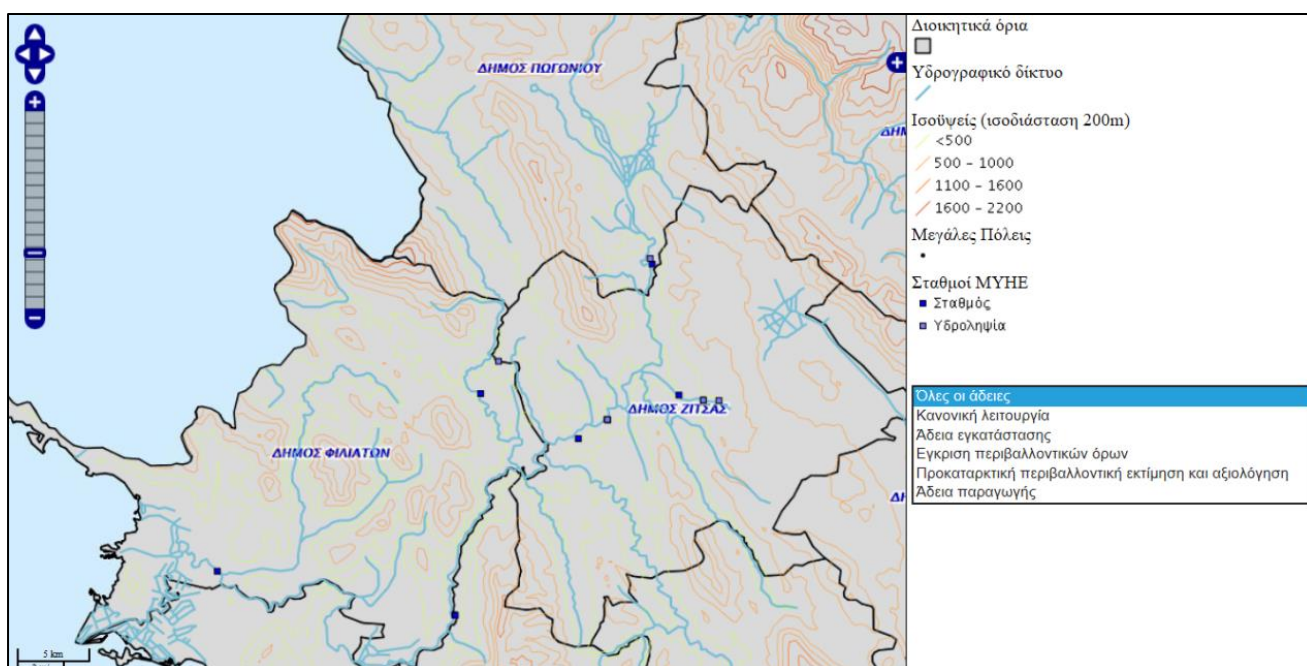 ΔΗΜΟΣ ΠΩΓΩΝΙΟΥ
ΔΗΜΟΣ ΖΙΤΣΑΣ
ΔΗΜΟΣ ΦΙΛΙΑΤΩΝ
5 km
Διοικητικά όρια
Υδρογραφικό δίκτυο
Ισοϋψείς (ισοδιάσταση 200m)
<500
500 - 1000
1100 - 1600
1600 - 2200
Μεγάλες Πόλεις
Σταθμοί ΜΥΗΕ
Σταθμός
Υδροληψία
Όλες οι άδειες
Κανονική λειτουργία
Άδεια εγκατάστασης
Εγκριση περιβαλλοντικών όρων
Προκαταρκτική περιβαλλοντική εκτίμηση και αξιολόγηση
Άδεια παραγωγής